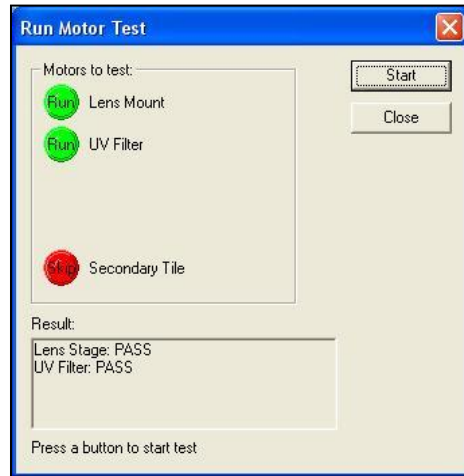 Run Motor Test
Motors to test:
Run Lens Mount
Run UV Filter
Skip Secondary Tile
Start
Close
Result:
Lens Stage: PASS
UV Filter: PASS
Press a button to start test